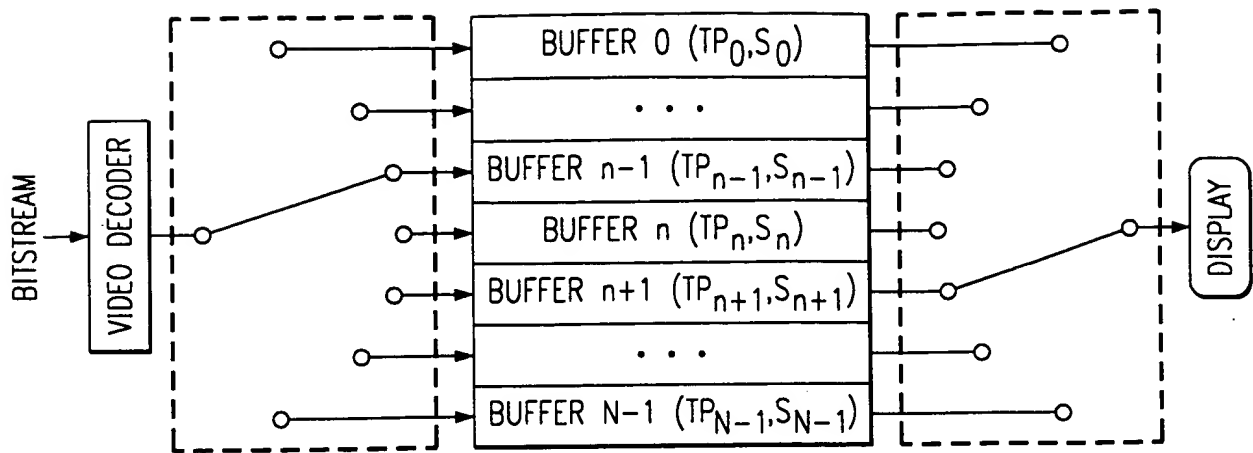 BITSTREAM
VIDEO DECODER
BUFFER 0 (TP0,S0)
. . .
BUFFER n-1 (TPn-1,Sn-1)
BUFFER n (TPn,Sn)
BUFFER n+1 (TPn+1,Sn+1)
. . .
BUFFER N-1 (TPN-1,SN-1)
DISPLAY